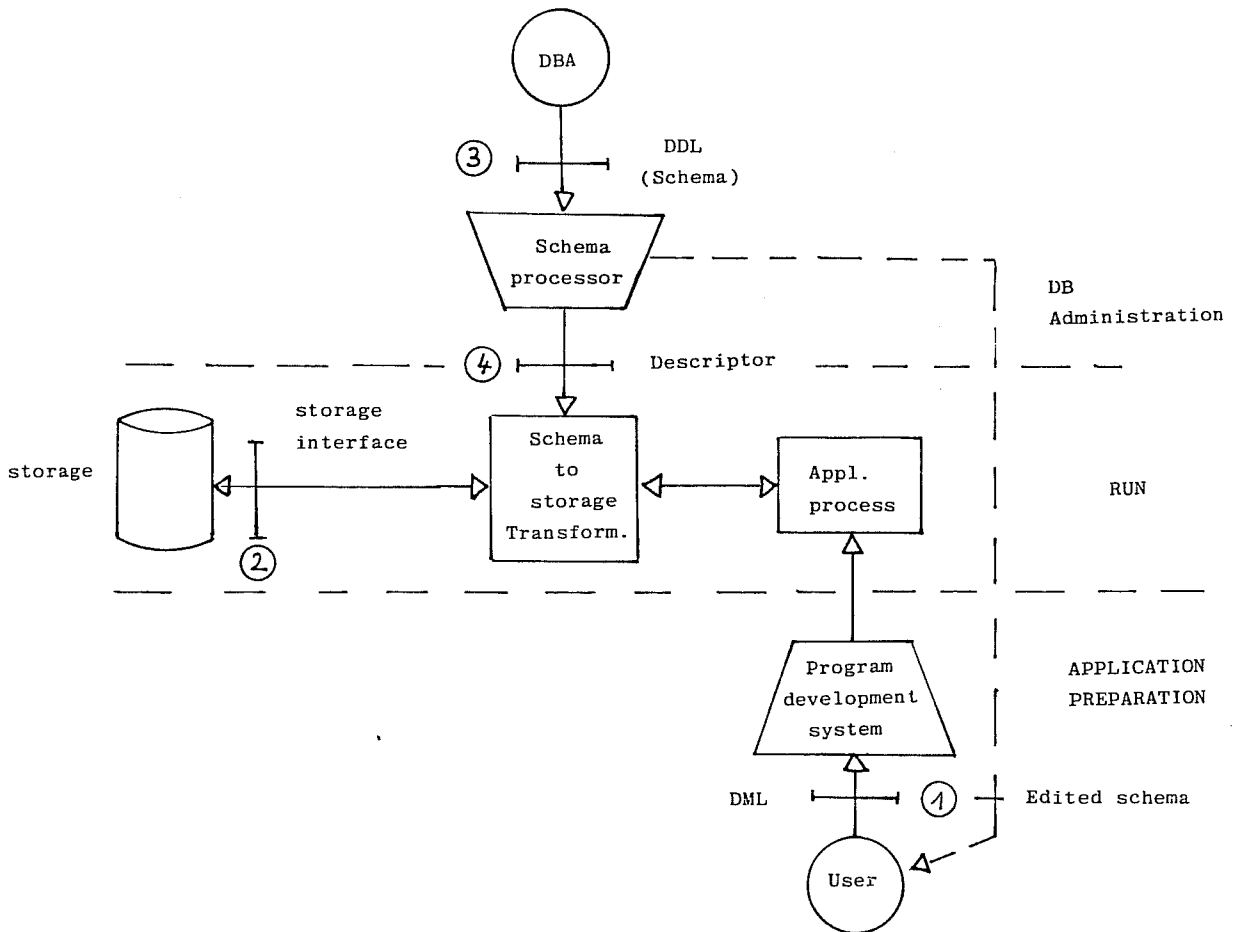 DBA
③
DDL
(Schema)
Schema
processor
DB
Administration
④
Descriptor
storage
interface
storage
②
Schema
to
storage
Transform.
Appl.
process
RUN
Program
development
system
APPLICATION
PREPARATION
DML
①
Edited schema
User